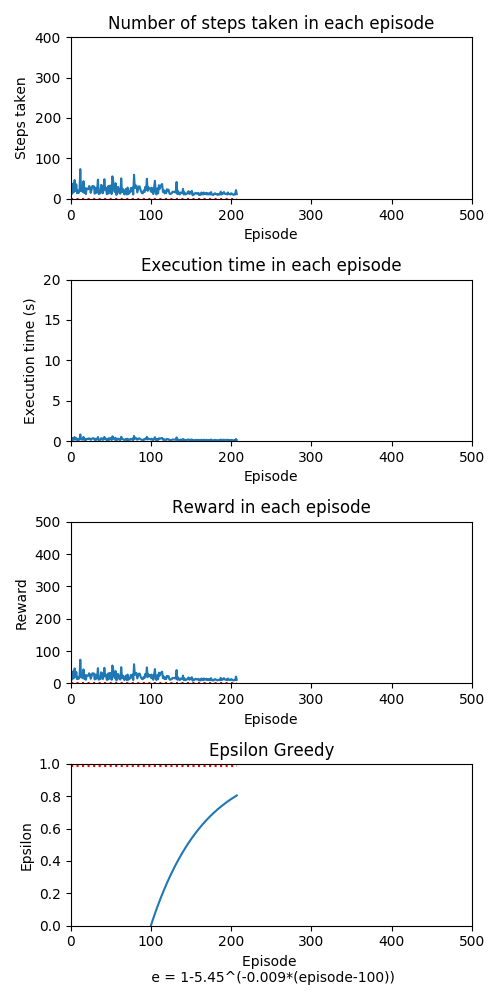 Number of steps taken in each episode
400
300
200
100
0
Steps taken
0 100 200 300 400 500
Episode
Execution time in each episode
20
15
10
5
0
Execution time (s)
0 100 200 300 400 500
Episode
Reward in each episode
500
400
300
200
100
0
Reward
0 100 200 300 400 500
Episode
Epsilon Greedy
1.0
0.8
0.6
0.4
0.2
0.0
Epsilon
0 100 200 300 400 500
Episode
e = 1-5.45^(-0.009*(episode-100))